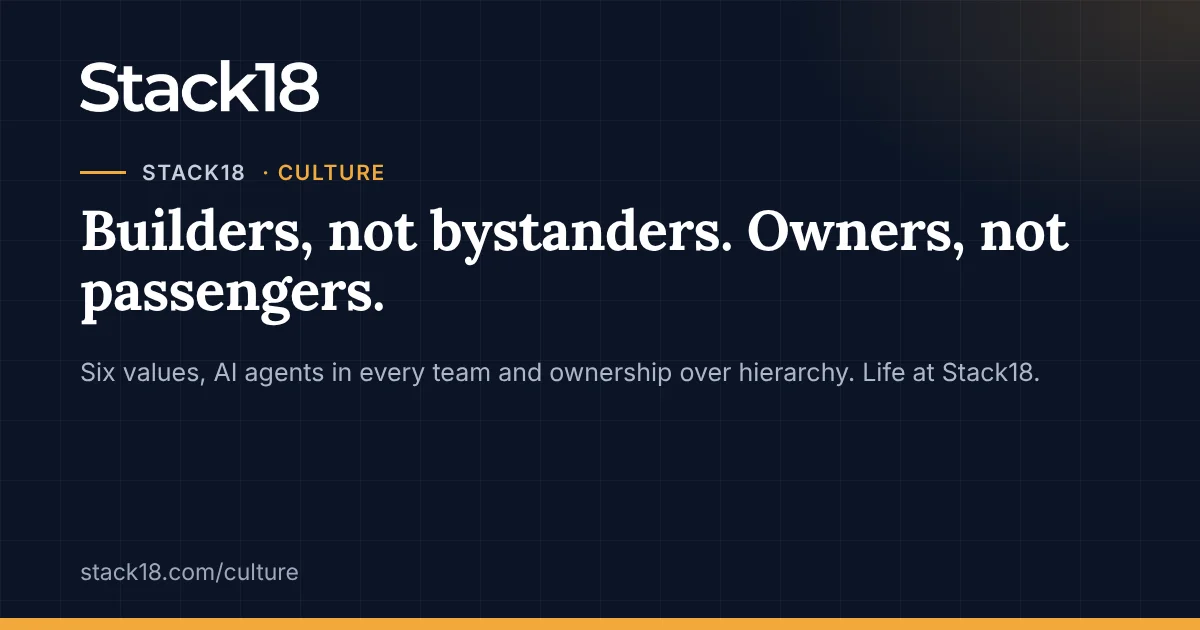 Stack18
STACK18 · CULTURE
Builders, not bystanders. Owners, not
passengers.
Six values, AI agents in every team and ownership over hierarchy. Life at Stack18.
stack18.com/culture